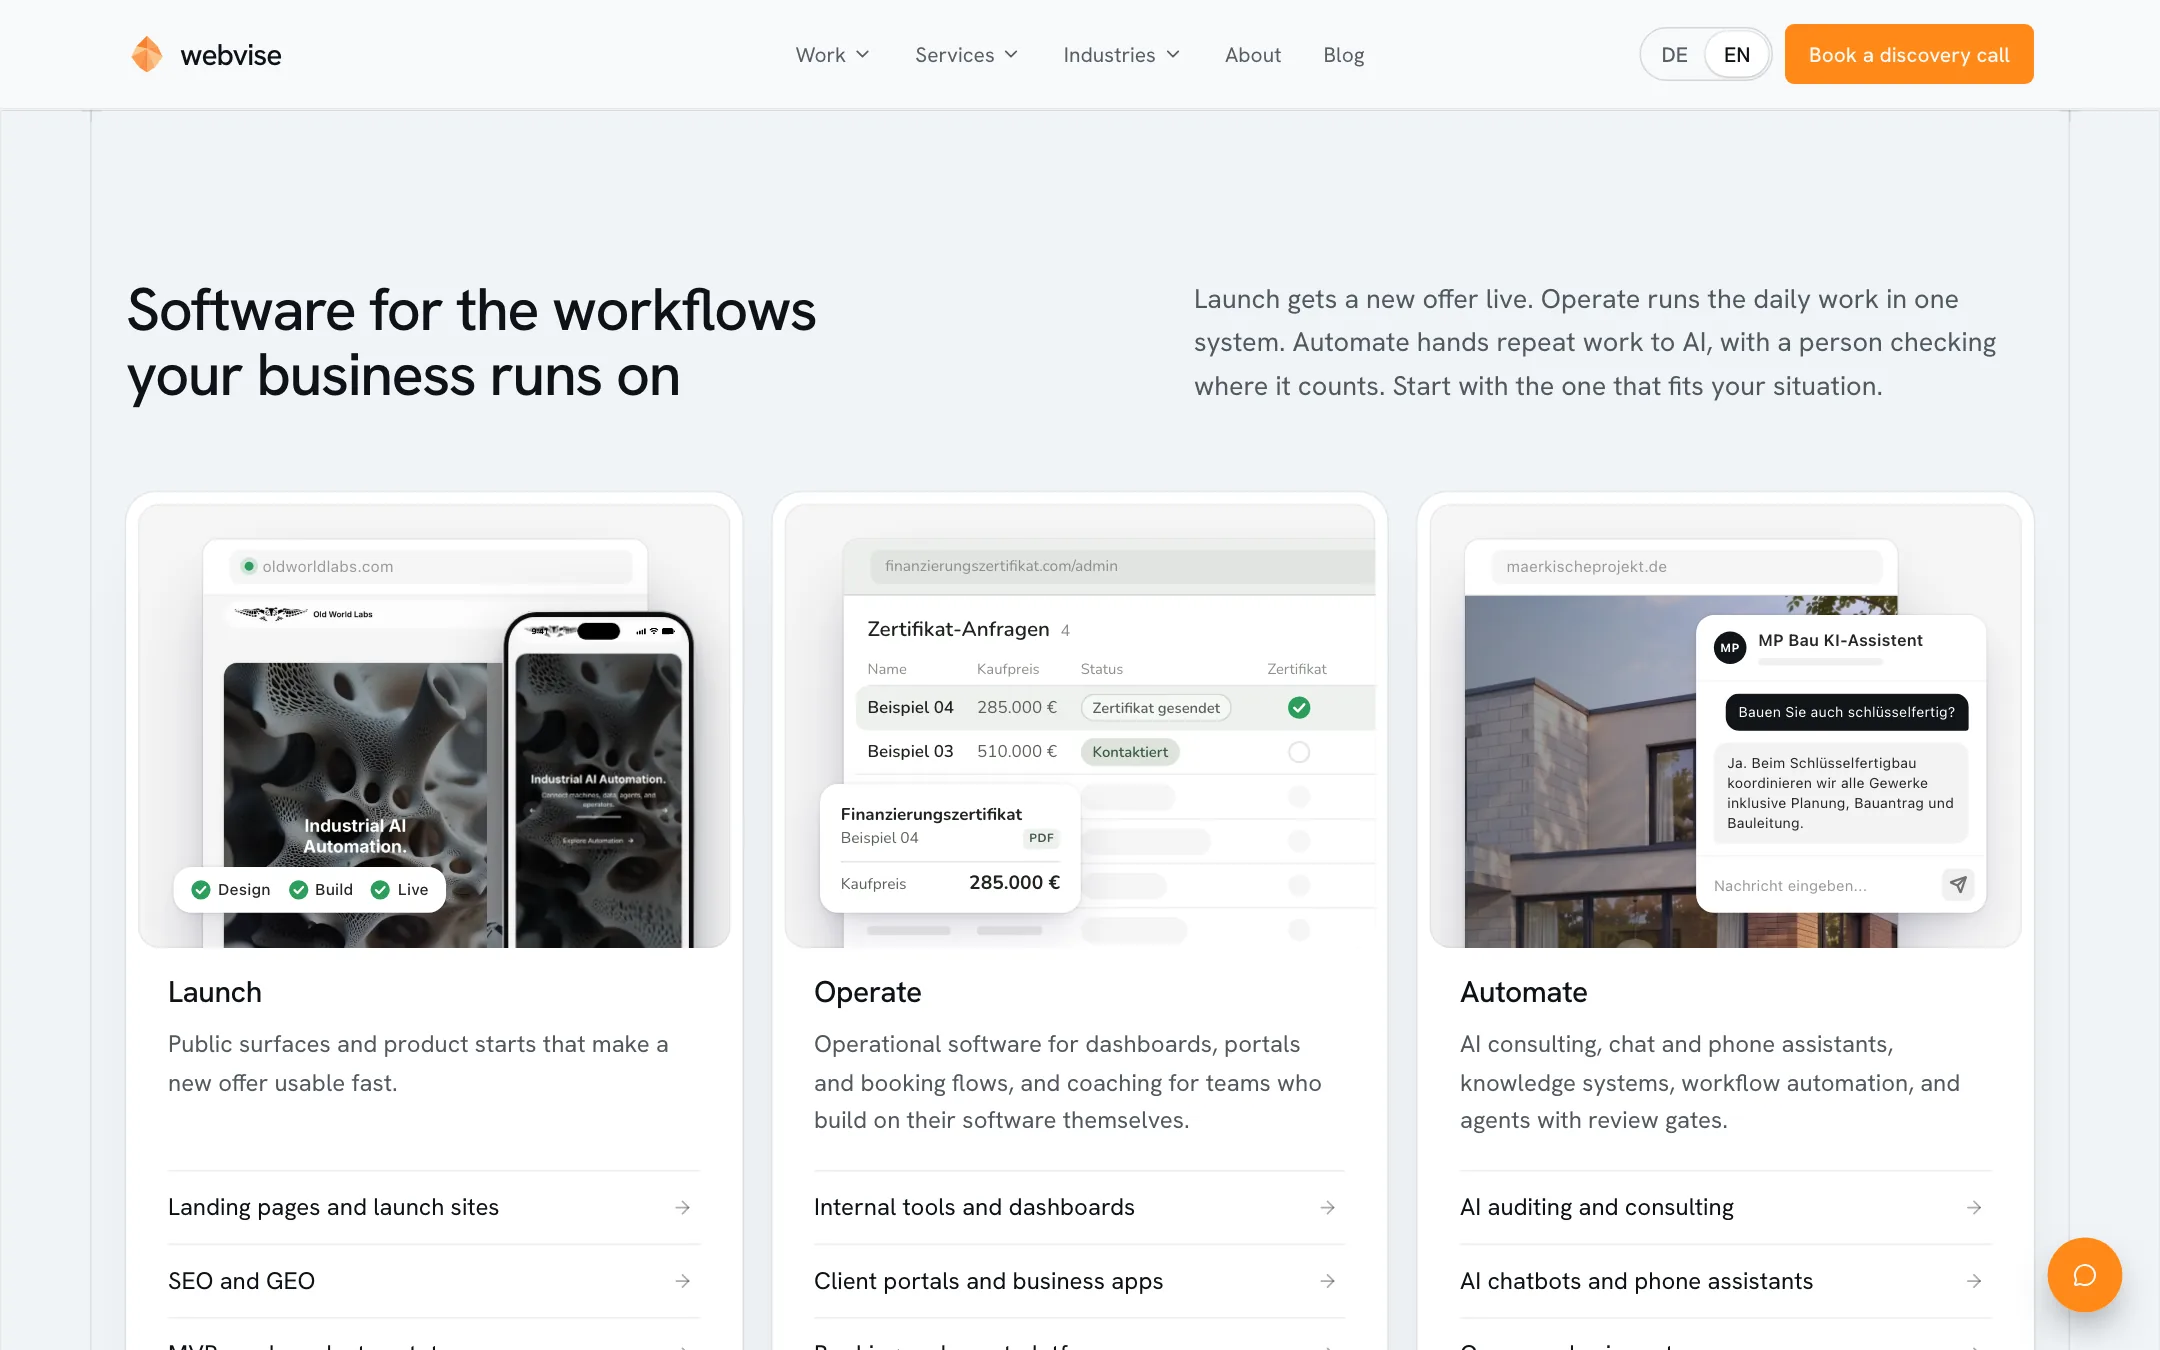 webvise
Work
Services
Industries
About
Blog
DE
EN
Book a discovery call
Software for the workflows
your business runs on
Launch gets a new offer live. Operate runs the daily work in one
system. Automate hands repeat work to AI, with a person checking
where it counts. Start with the one that fits your situation.
oldworldlabs.com
Old World Labs
9:41
Industrial AI
Automation.
Industrial AI Automation.
Connect machines, data, agents, and
operators.
Explore Automation →
Design
Build
Live
Launch
Public surfaces and product starts that make a
new offer usable fast.
Landing pages and launch sites
SEO and GEO
finanzierungszertifikat.com/admin
Zertifikat-Anfragen 4
Name Kaufpreis Status Zertifikat
Beispiel 04 285.000 € Zertifikat gesendet
Beispiel 03 510.000 € Kontaktiert
Finanzierungszertifikat
Beispiel 04 PDF
Kaufpreis 285.000 €
Operate
Operational software for dashboards, portals
and booking flows, and coaching for teams who
build on their software themselves.
Internal tools and dashboards
Client portals and business apps
maerkischeprojekt.de
MP
MP Bau KI-Assistent
Bauen Sie auch schlüsselfertig?
Ja. Beim Schlüsselfertigbau
koordinieren wir alle Gewerke
inklusive Planung, Bauantrag und
Bauleitung.
Nachricht eingeben...
Automate
AI consulting, chat and phone assistants,
knowledge systems, workflow automation, and
agents with review gates.
AI auditing and consulting
AI chatbots and phone assistants